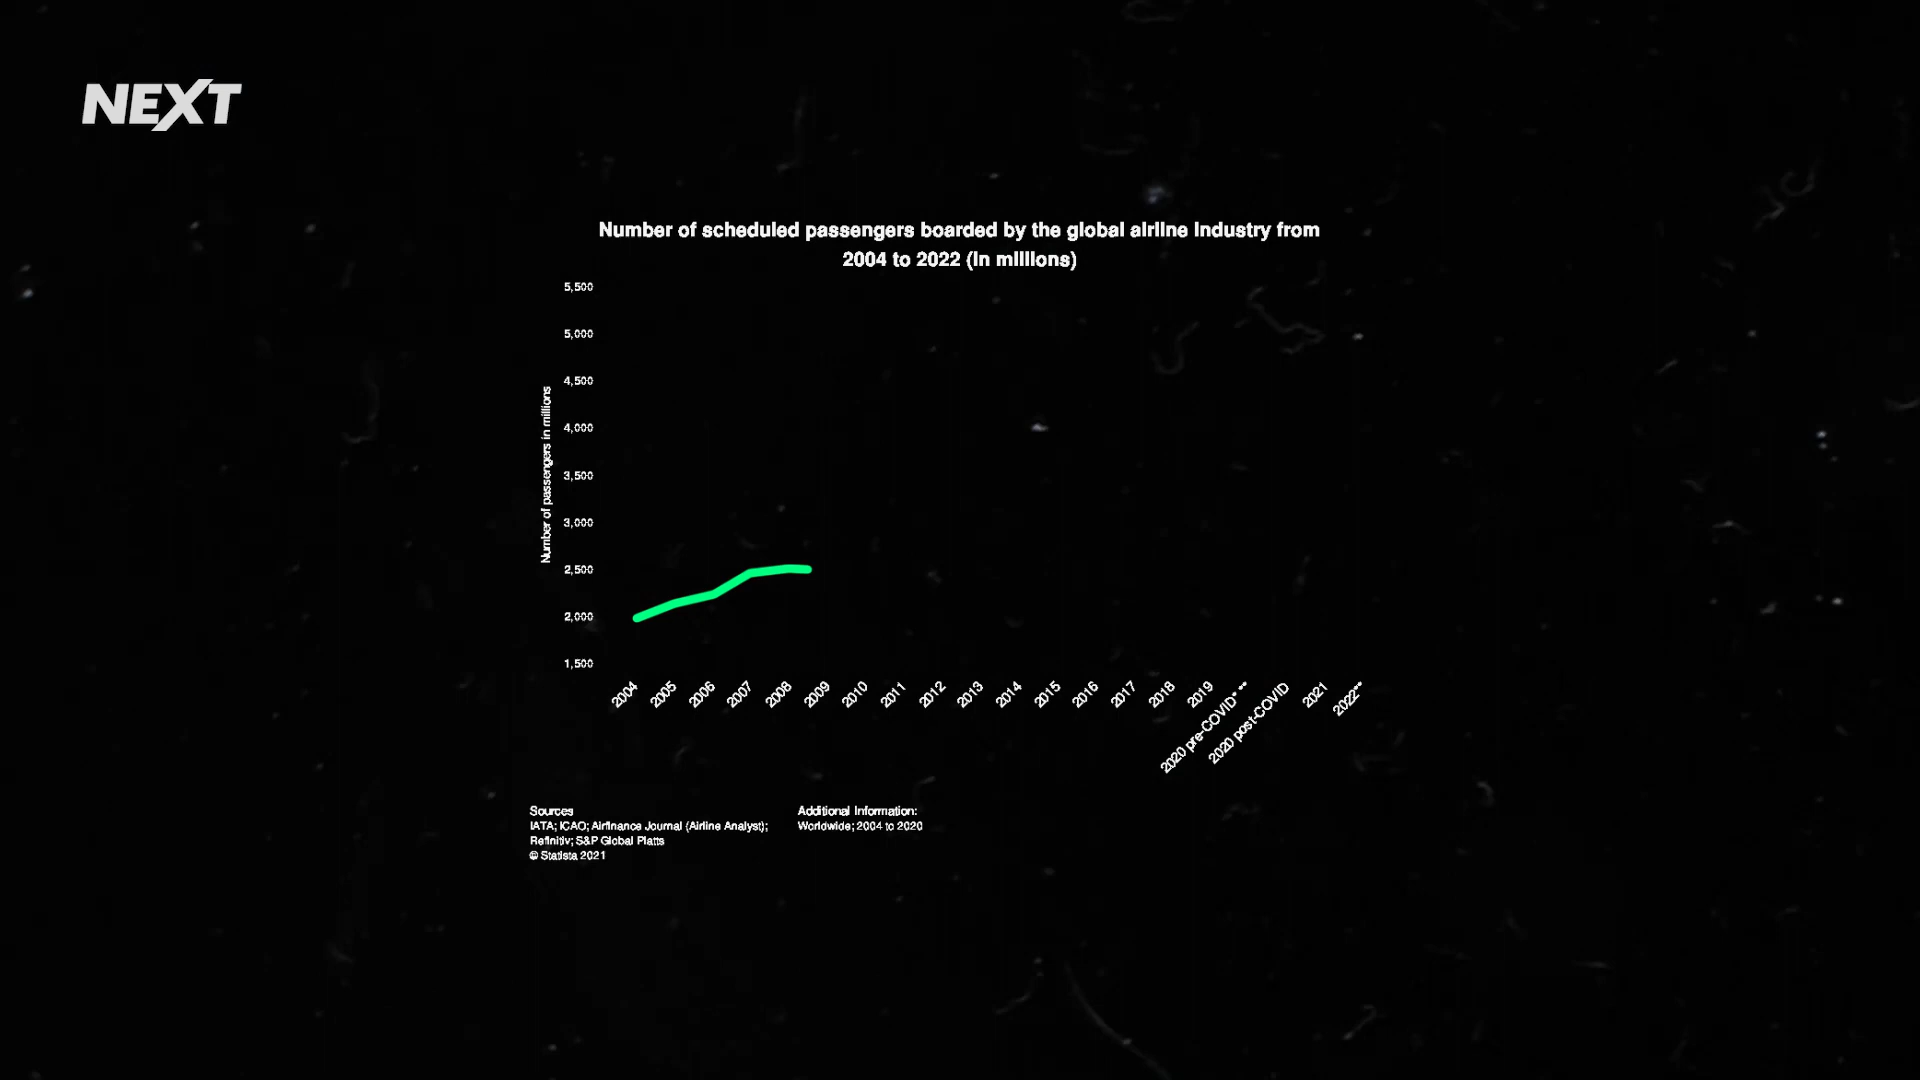 NEXT
Number of scheduled passengers boarded by the global airline industry from
2004 to 2022 (in millions)
5,500
5,000
4,500
4,000
3,500
3,000
2,500
2,000
1,500
Number of passengers in millions
2004
2005
2006
2007
2008
2009
2010
2011
2012
2013
2014
2015
2016
2017
2018
2019
2020 pre-COVID* **
2020 post-COVID
2021
2022**
Sources
IATA; ICAO; Airfinance Journal (Airline Analyst);
Refinitiv; S&P Global Platts
© Statista 2021
Additional Information:
Worldwide; 2004 to 2020